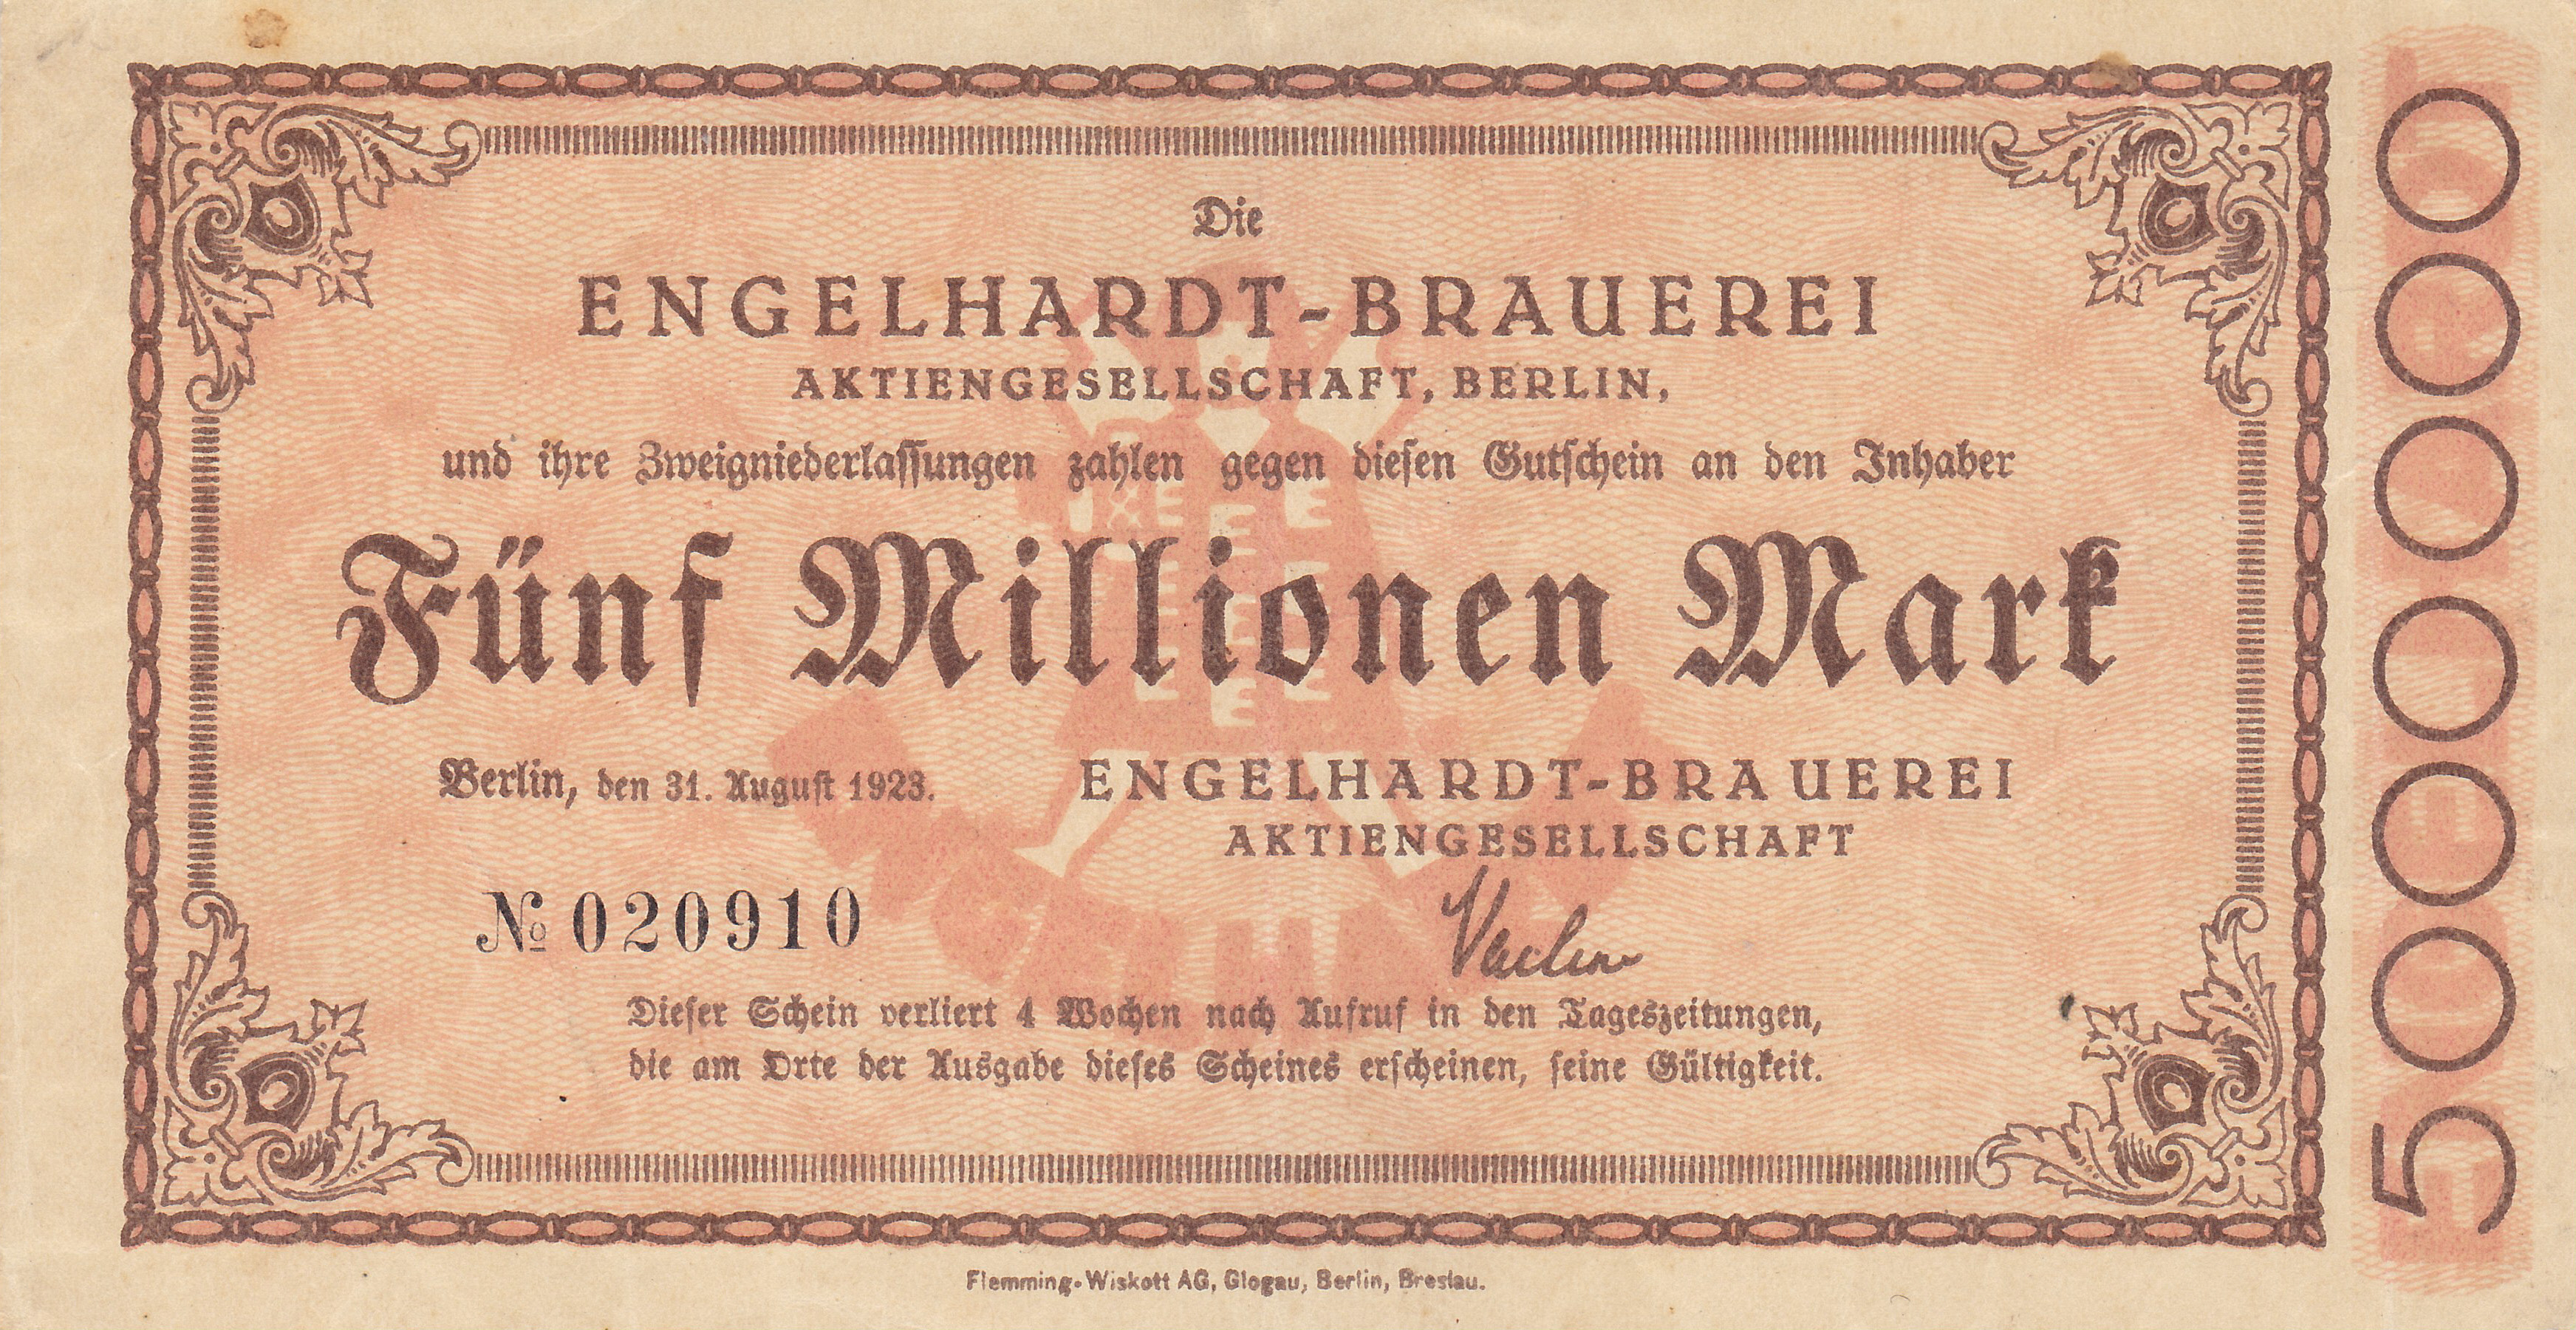 Die
ENGELHARDT-BRAUEREI
AKTIENGESELLSCHAFT, BERLIN,
und ihre Zweigniederlassungen zahlen gegen diesen Gutschein an den Inhaber
Fünf Millionen Mark
Berlin, den 31. August 1923.
ENGELHARDT-BRAUEREI
AKTIENGESELLSCHAFT
№ 020910
Dieser Schein verliert 4 Wochen nach Aufruf in den Tageszeitungen,
die am Orte der Ausgabe dieses Scheines erscheinen, seine Gültigkeit.
Flemming-Wiskott AG, Glogau, Berlin, Breslau.
5000000